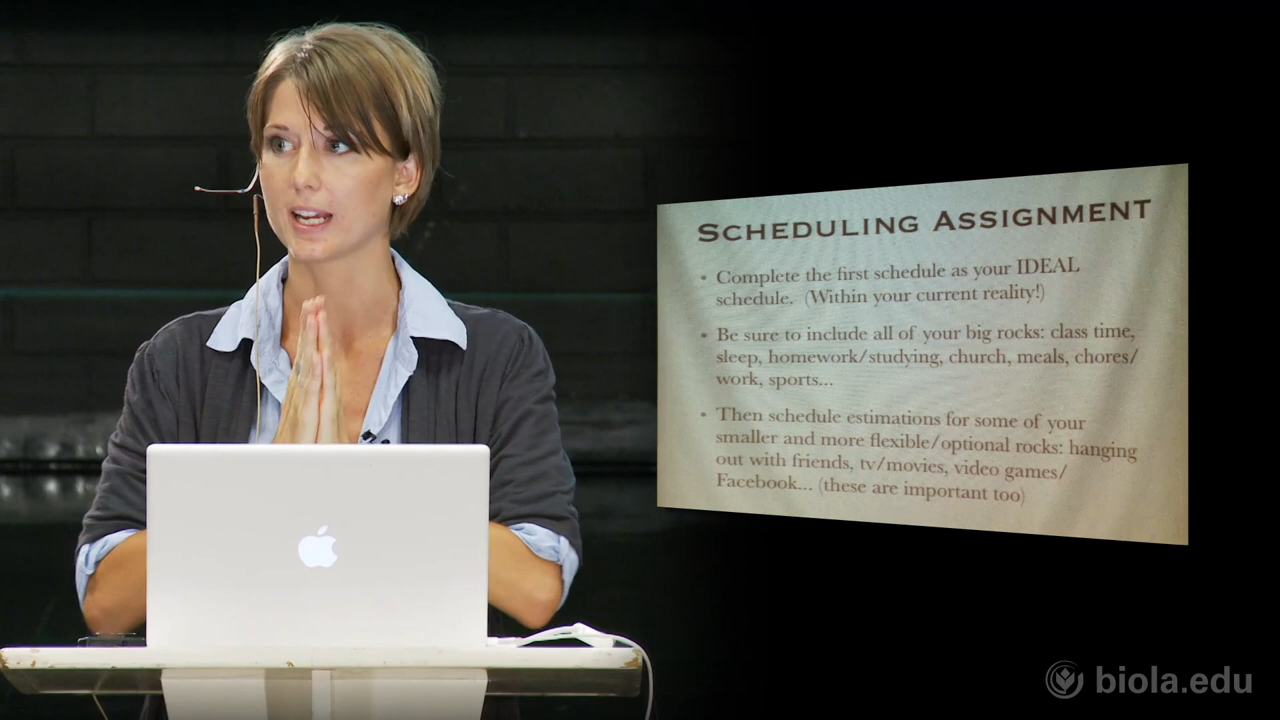 SCHEDULING ASSIGNMENT
• Complete the first schedule as your IDEAL
schedule. (Within your current reality!)
• Be sure to include all of your big rocks: class time,
sleep, homework/studying, church, meals, chores/
work, sports...
• Then schedule estimations for some of your
smaller and more flexible/optional rocks: hanging
out with friends, tv/movies, video games/
Facebook... (these are important too)
biola.edu